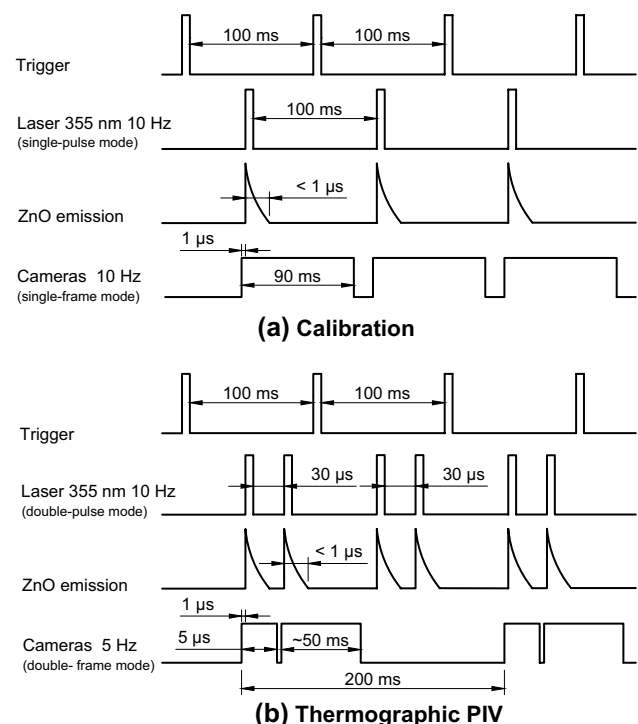 100 ms 100 ms
Trigger
100 ms
Laser 355 nm 10 Hz
(single-pulse mode)
< 1 µs
ZnO emission
1 µs
Cameras 10 Hz
(single-frame mode)
90 ms
(a) Calibration
100 ms 100 ms
Trigger
30 µs 30 µs
Laser 355 nm 10 Hz
(double-pulse mode)
< 1 µs
ZnO emission
1 µs
Cameras 5 Hz
(double- frame mode)
5 µs ~50 ms
200 ms
(b) Thermographic PIV